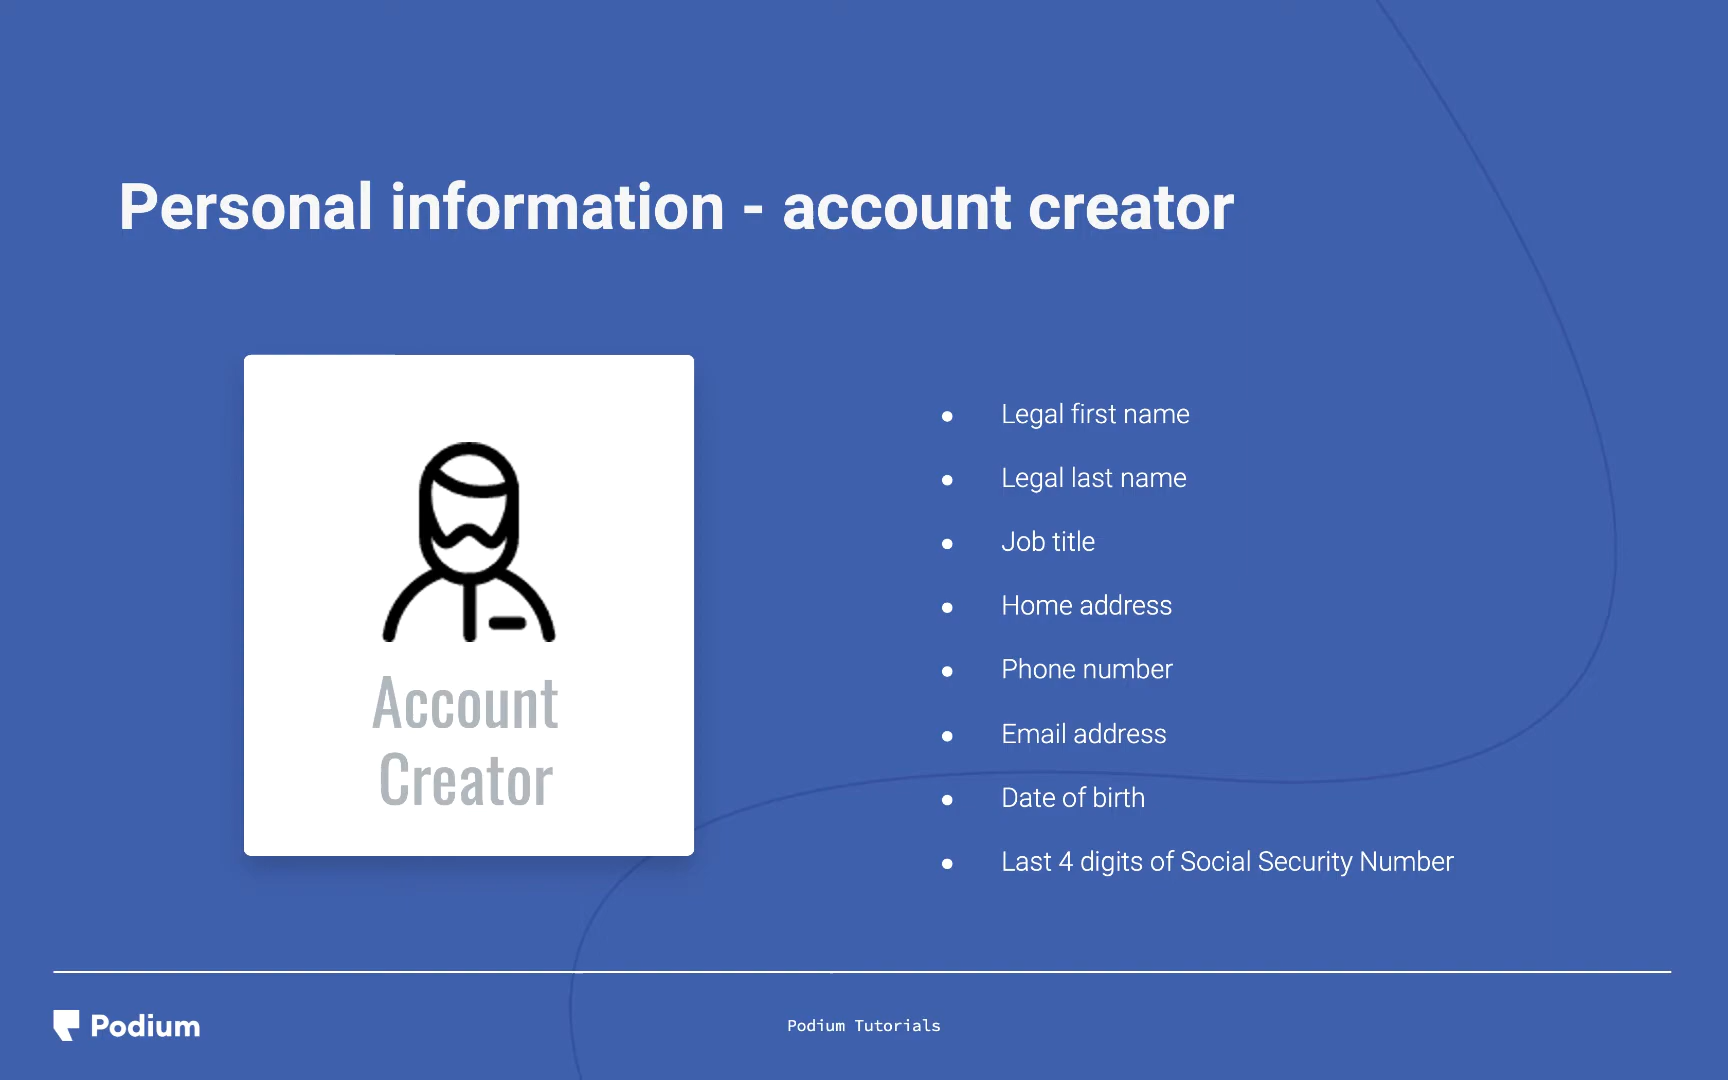 Personal information - account creator
Account
Creator
● Legal first name
● Legal last name
● Job title
● Home address
● Phone number
● Email address
● Date of birth
● Last 4 digits of Social Security Number
Podium
Podium Tutorials